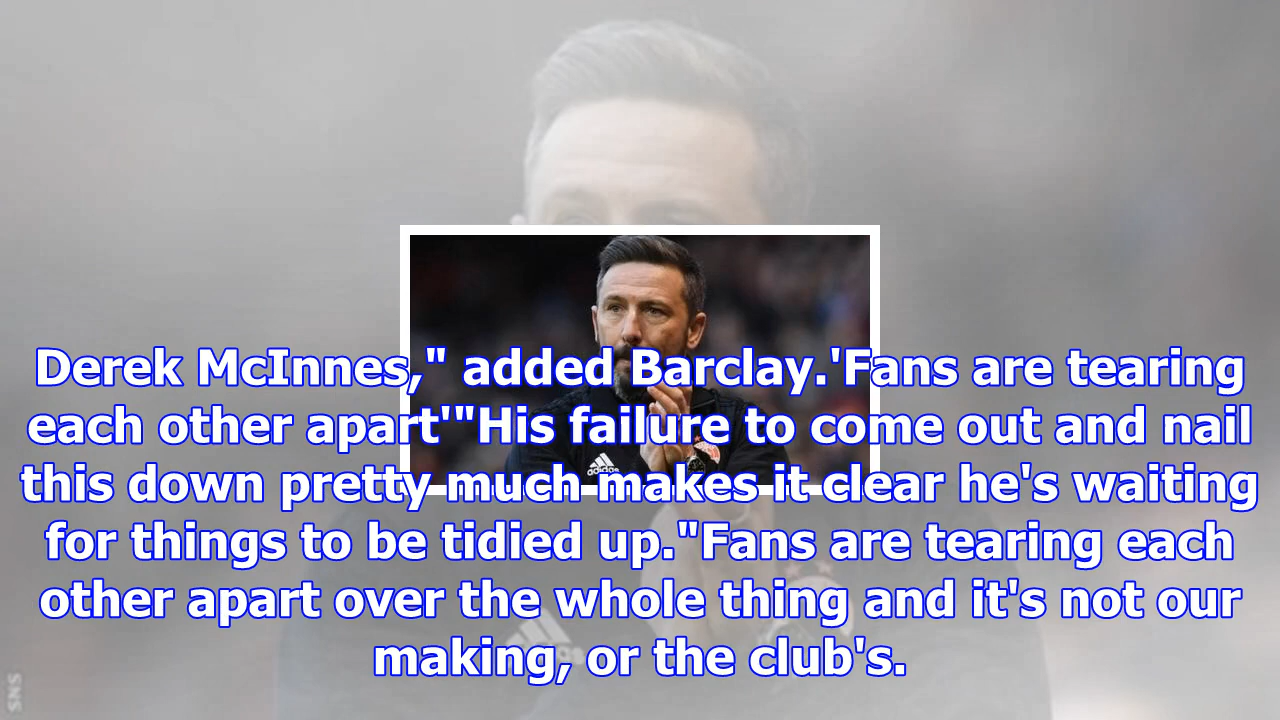 Derek McInnes," added Barclay.'Fans are tearing
each other apart'"His failure to come out and nail
this down pretty much makes it clear he's waiting
for things to be tidied up."Fans are tearing each
other apart over the whole thing and it's not our
making, or the club's.
adidas
SNS